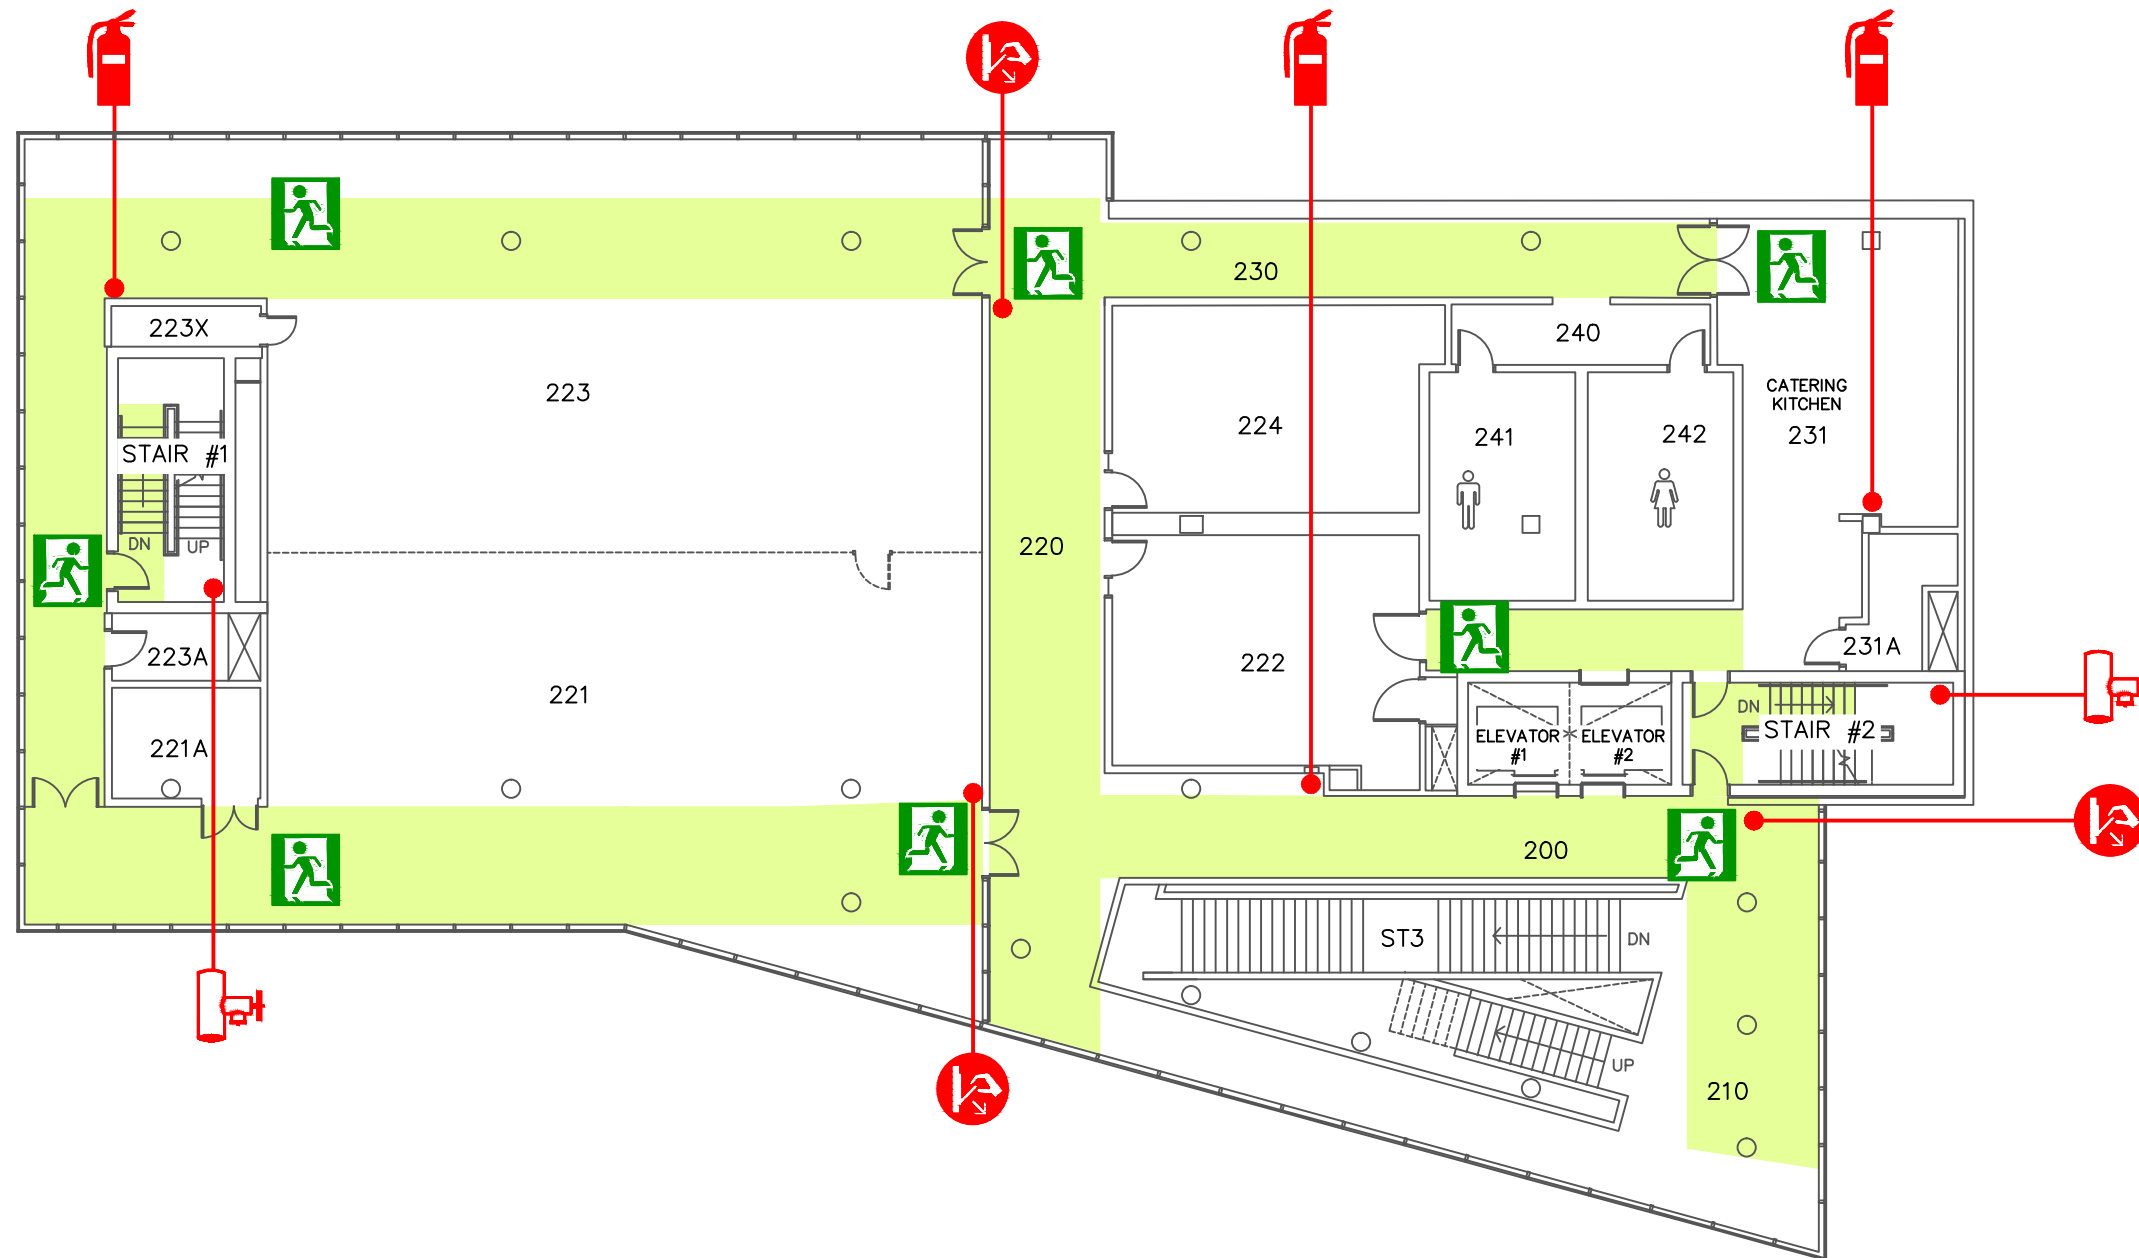 230
223X
240
223
CATERING
KITCHEN
224
241
242
231
STAIR #1
DN
UP
220
223A
222
231A
221
DN
STAIR #2
221A
ELEVATOR
#1
ELEVATOR
#2
200
ST3
DN
UP
210